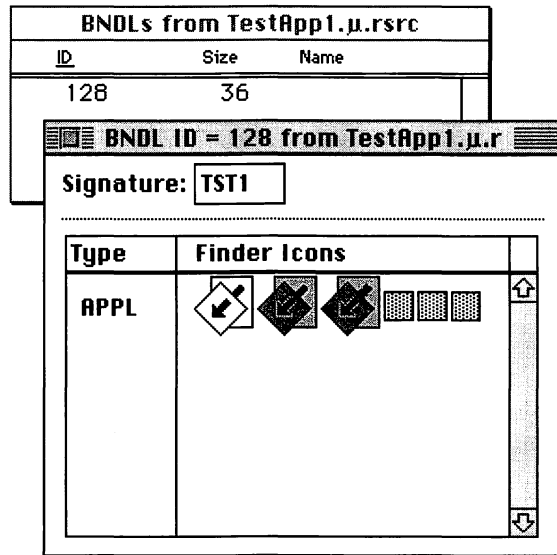 BNDLs from TestApp1.µ.rsrc
ID Size Name
128 36
BNDL ID = 128 from TestApp1.µ.r
Signature: TST1
Type Finder Icons
APPL